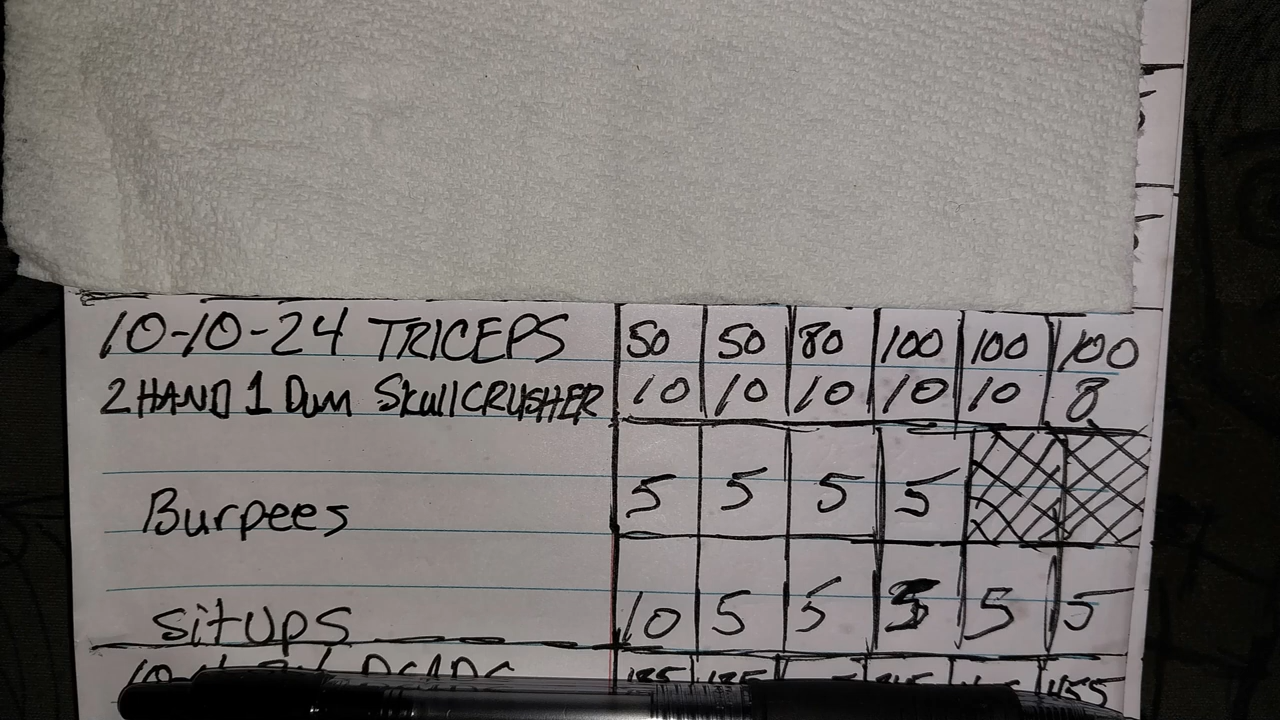 10-10-24 TRICEPS 50 50 80 100 100 100
2 HAND 1 Dum SkullCRUSHER 10 10 10 10 10 8
Burpees 5 5 5 5
SitUps 10 5 5 5 5 5
455